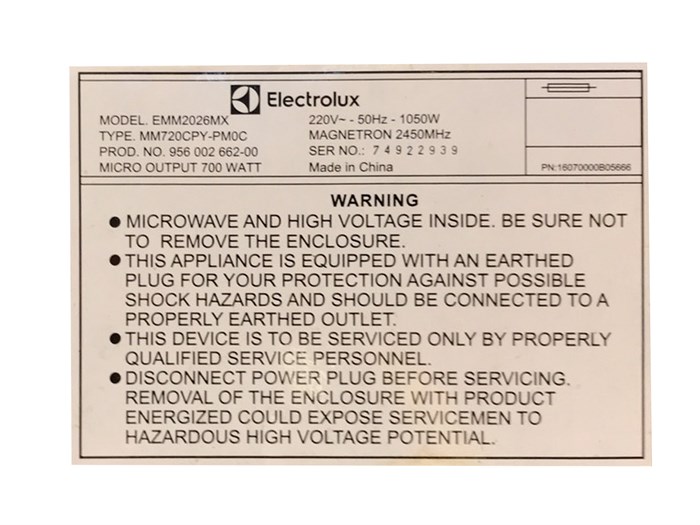 Electrolux
MODEL. EMM2026MX
TYPE. MM720CPY-PM0C
PROD. NO. 956 002 662-00
MICRO OUTPUT 700 WATT
220V~ - 50Hz - 1050W
MAGNETRON 2450MHz
SER NO.: 74922939
Made in China
PN:16070000B05666
WARNING
● MICROWAVE AND HIGH VOLTAGE INSIDE. BE SURE NOT
TO REMOVE THE ENCLOSURE.
● THIS APPLIANCE IS EQUIPPED WITH AN EARTHED
PLUG FOR YOUR PROTECTION AGAINST POSSIBLE
SHOCK HAZARDS AND SHOULD BE CONNECTED TO A
PROPERLY EARTHED OUTLET.
● THIS DEVICE IS TO BE SERVICED ONLY BY PROPERLY
QUALIFIED SERVICE PERSONNEL.
● DISCONNECT POWER PLUG BEFORE SERVICING.
REMOVAL OF THE ENCLOSURE WITH PRODUCT
ENERGIZED COULD EXPOSE SERVICEMEN TO
HAZARDOUS HIGH VOLTAGE POTENTIAL.